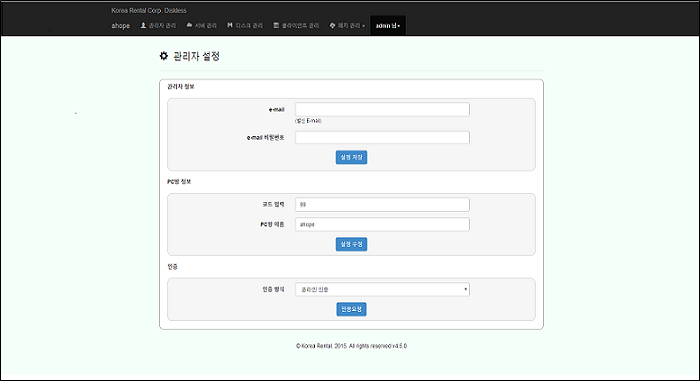 Korea Rental Corp. Diskless
ahope 관리자 관리 서버 관리 디스크 관리 클라이언트 관리 패치 관리 admin 님
관리자 설정
관리자 정보
e-mail
(발신 E-mail)
e-mail 비밀번호
설정 저장
PC방 정보
코드 입력 99
PC방 이름 ahope
설정 수정
인증
인증 방식 온라인 인증
인증요청
© Korea Rental, 2015. All rights reserved v4.5.0